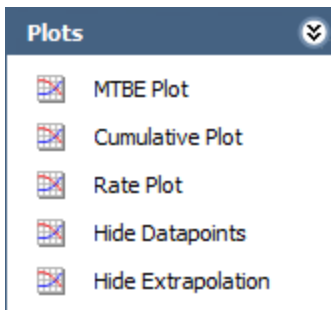 Plots
MTBE Plot
Cumulative Plot
Rate Plot
Hide Datapoints
Hide Extrapolation